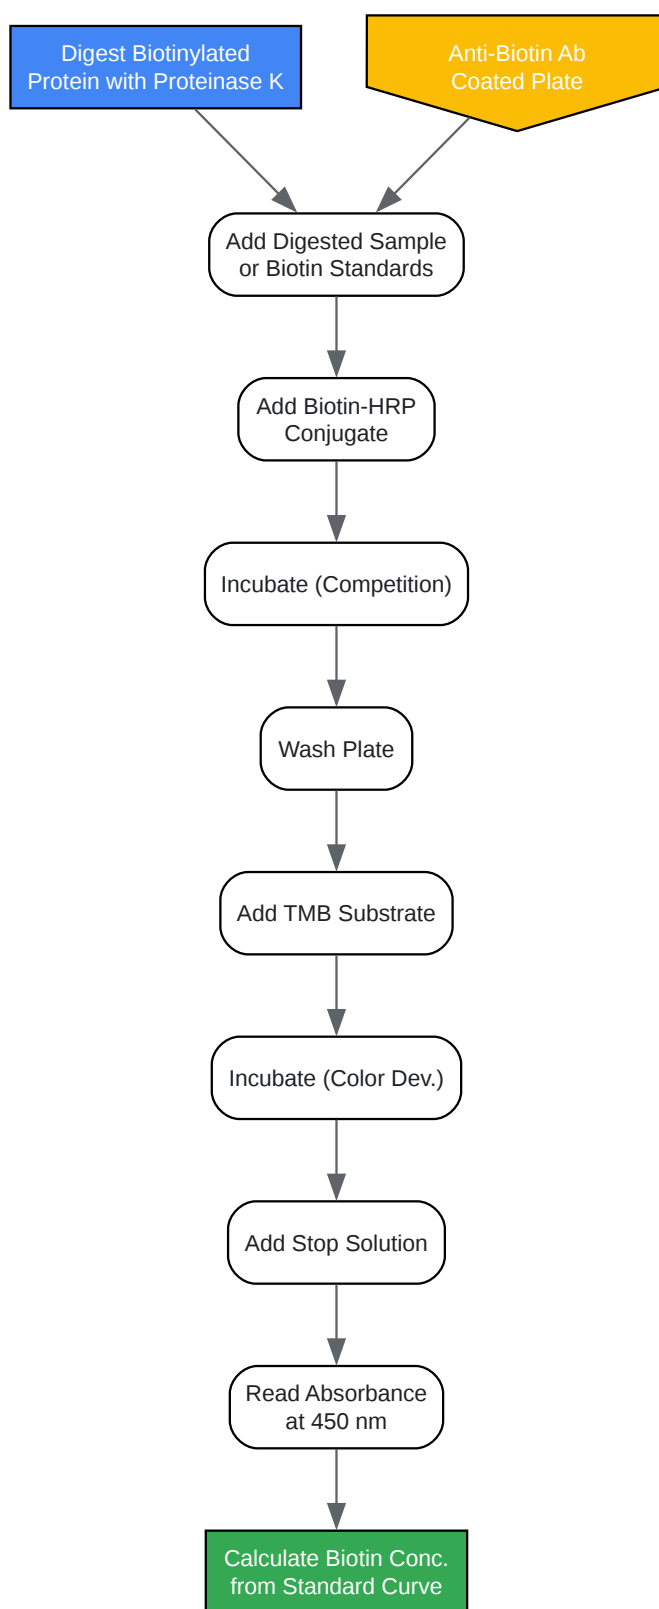 Digest Biotinylated
Protein with Proteinase K
Anti-Biotin Ab
Coated Plate
Add Digested Sample
or Biotin Standards
Add Biotin-HRP
Conjugate
Incubate (Competition)
Wash Plate
Add TMB Substrate
Incubate (Color Dev.)
Add Stop Solution
Read Absorbance
at 450 nm
Calculate Biotin Conc.
from Standard Curve